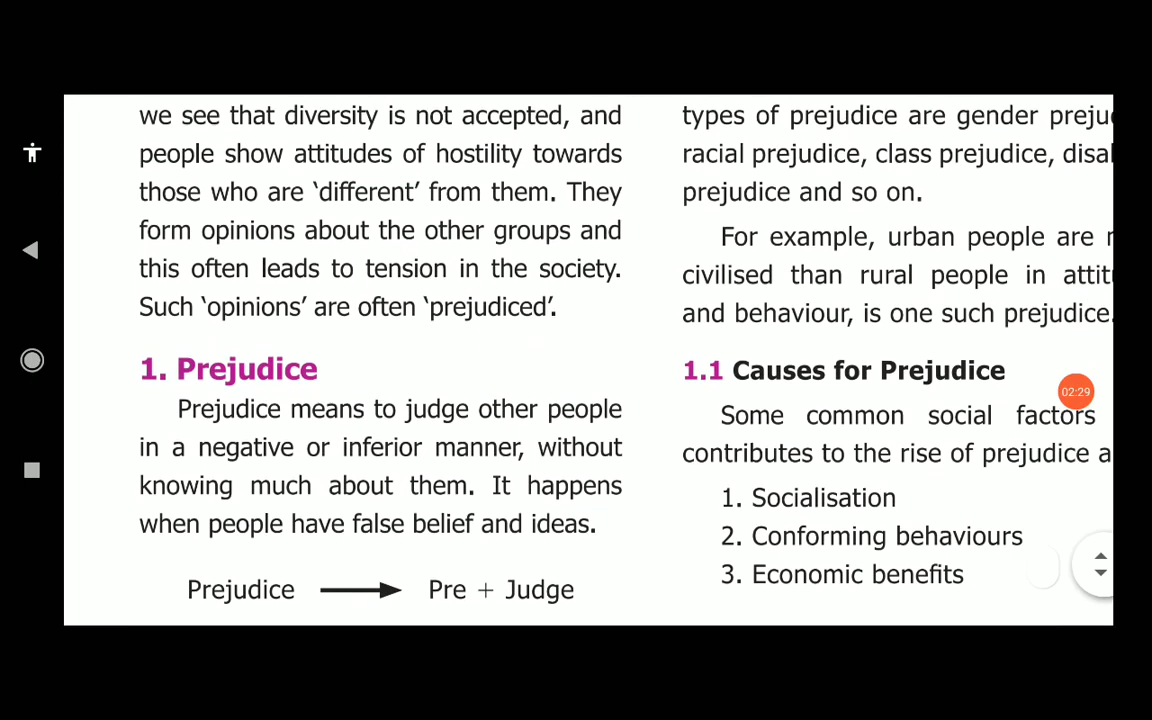 we see that diversity is not accepted, and
people show attitudes of hostility towards
those who are ‘different’ from them. They
form opinions about the other groups and
this often leads to tension in the society.
Such ‘opinions’ are often ‘prejudiced’.
1. Prejudice
Prejudice means to judge other people
in a negative or inferior manner, without
knowing much about them. It happens
when people have false belief and ideas.
Prejudice Pre + Judge
types of prejudice are gender
racial prejudice, class prejudice,
prejudice and so on.
For example, urban people are
civilised than rural people in
and behaviour, is one such prejudice.
1.1 Causes for Prejudice
Some common social factors
contributes to the rise of prejudice
1. Socialisation
2. Conforming behaviours
3. Economic benefits
02:29